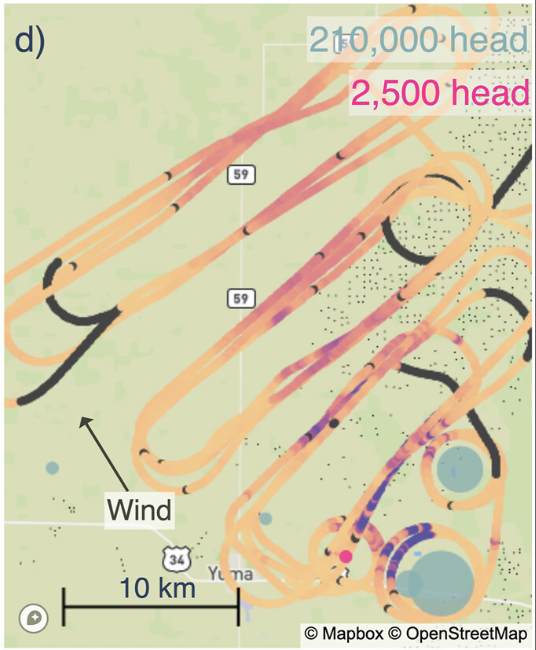 d)
210,000 head
2,500 head
59
59
Wind
34
Yuma
10 km
© Mapbox © OpenStreetMap